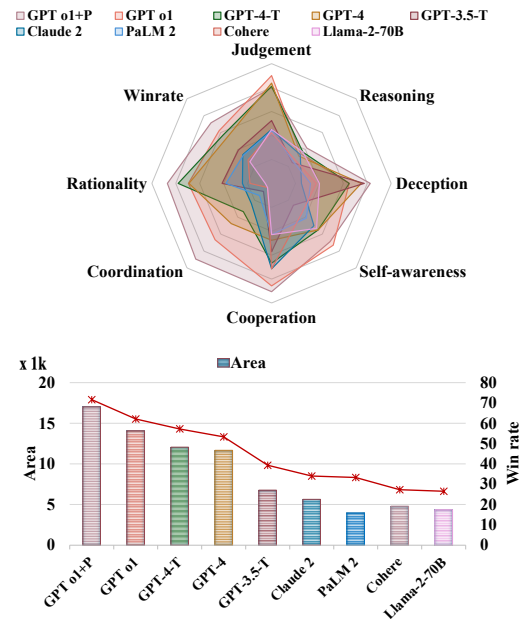 GPT o1+P GPT o1 GPT-4-T GPT-4 GPT-3.5-T
Claude 2 PaLM 2 Cohere Llama-2-70B
Judgement
Winrate Reasoning
Rationality Deception
Coordination Self-awareness
Cooperation
x 1k Area
20 80
70
15 60
50
10 40
30
5 20
10
0 0
Area
Win rate
GPT o1+P GPT o1 GPT-4-T GPT-4 GPT-3.5-T Claude 2 PaLM 2 Cohere Llama-2-70B